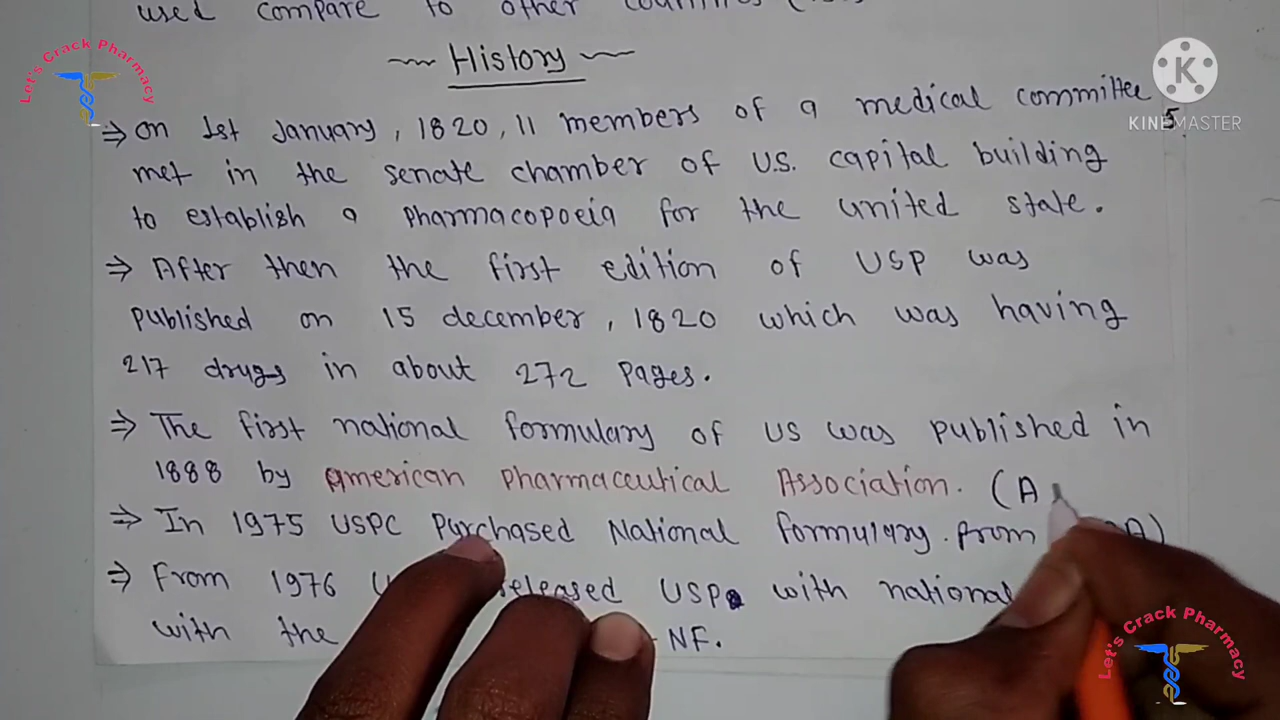 used compare to other countries
History
⇒ on 1st January, 1820, 11 members of a medical committee
met in the senate chamber of U.S. capital building
to establish a pharmacopoeia for the united state.
⇒ After then the first edition of USP was
published on 15 december, 1820 which was having
217 drugs in about 272 pages.
⇒ The first national formulary of US was published in
1888 by american pharmaceutical Association. (A
⇒ In 1975 USPC purchased National formulary. from A)
⇒ From 1976 released USP with national
with the NF.
Let's Crack Pharmacy
K
KINEMASTER
5
Let's Crack Pharmacy